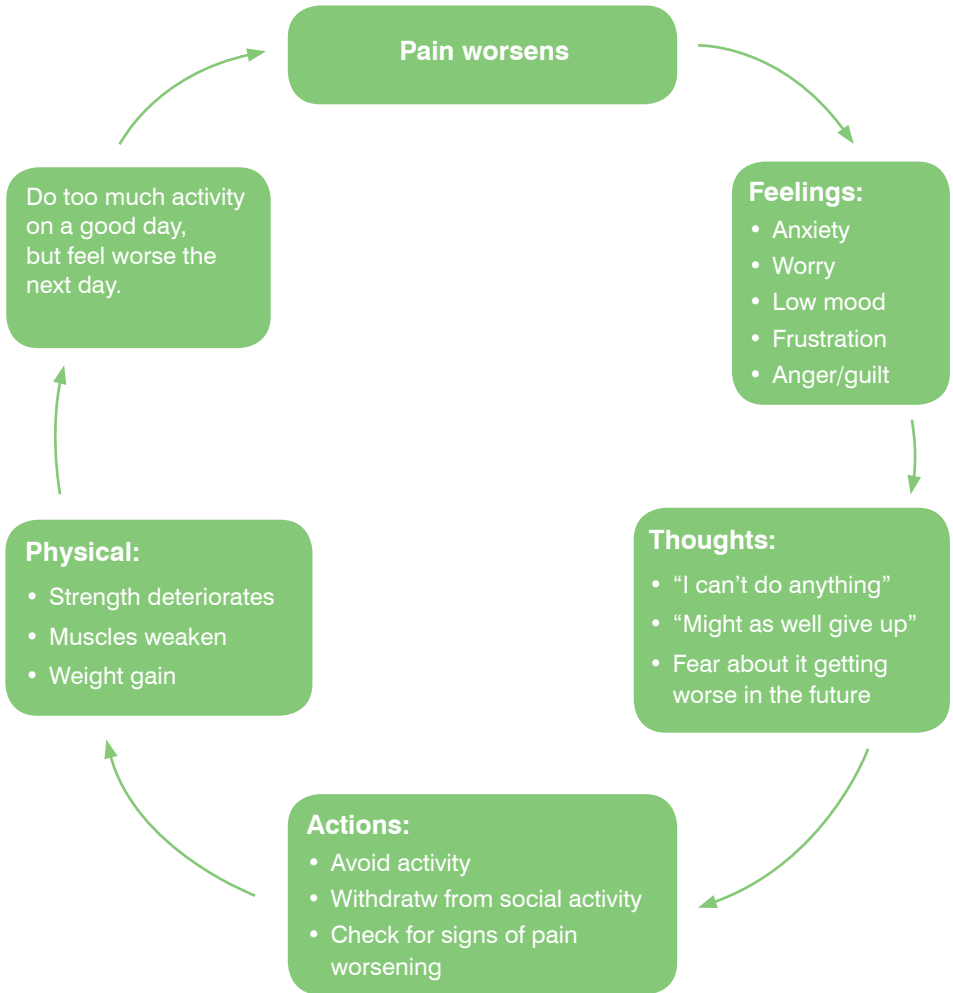 Pain worsens
Feelings:
• Anxiety
• Worry
• Low mood
• Frustration
• Anger/guilt
Thoughts:
• “I can’t do anything”
• “Might as well give up”
• Fear about it getting
worse in the future
Actions:
• Avoid activity
• Withdratw from social activity
• Check for signs of pain
worsening
Physical:
• Strength deteriorates
• Muscles weaken
• Weight gain
Do too much activity
on a good day,
but feel worse the
next day.